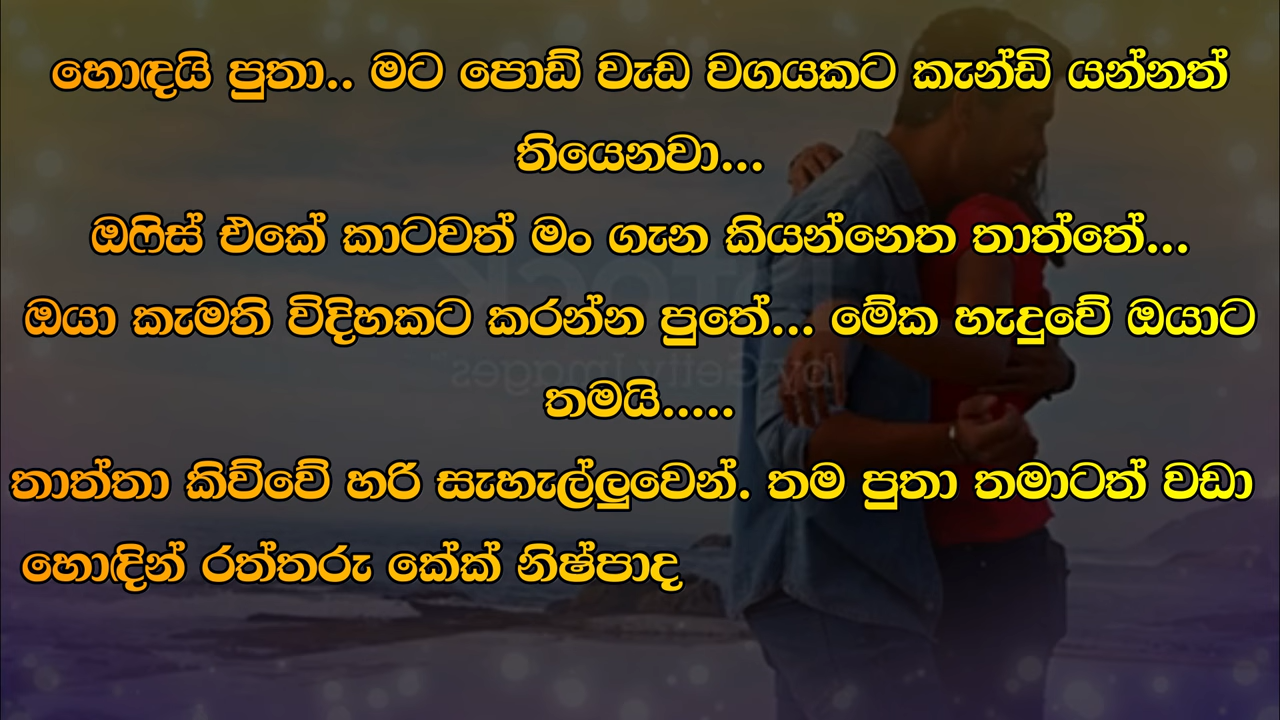 හොඳයි පුතා.. මට පොඩි වැඩ වගයකට කැන්ඩි යන්නත්
තියෙනවා...
ඔෆිස් එකේ කාටවත් මං ගැන කියන්නෙත තාත්තේ...
ඔයා කැමති විදිහකට කරන්න පුතේ... මේක හැදුවේ ඔයාට
තමයි.....
තාත්තා කිව්වේ හරි සැහැල්ලුවෙන්. තම පුතා තමාටත් වඩා
හොඳින් රත්තරු කේක් නිෂ්පාද